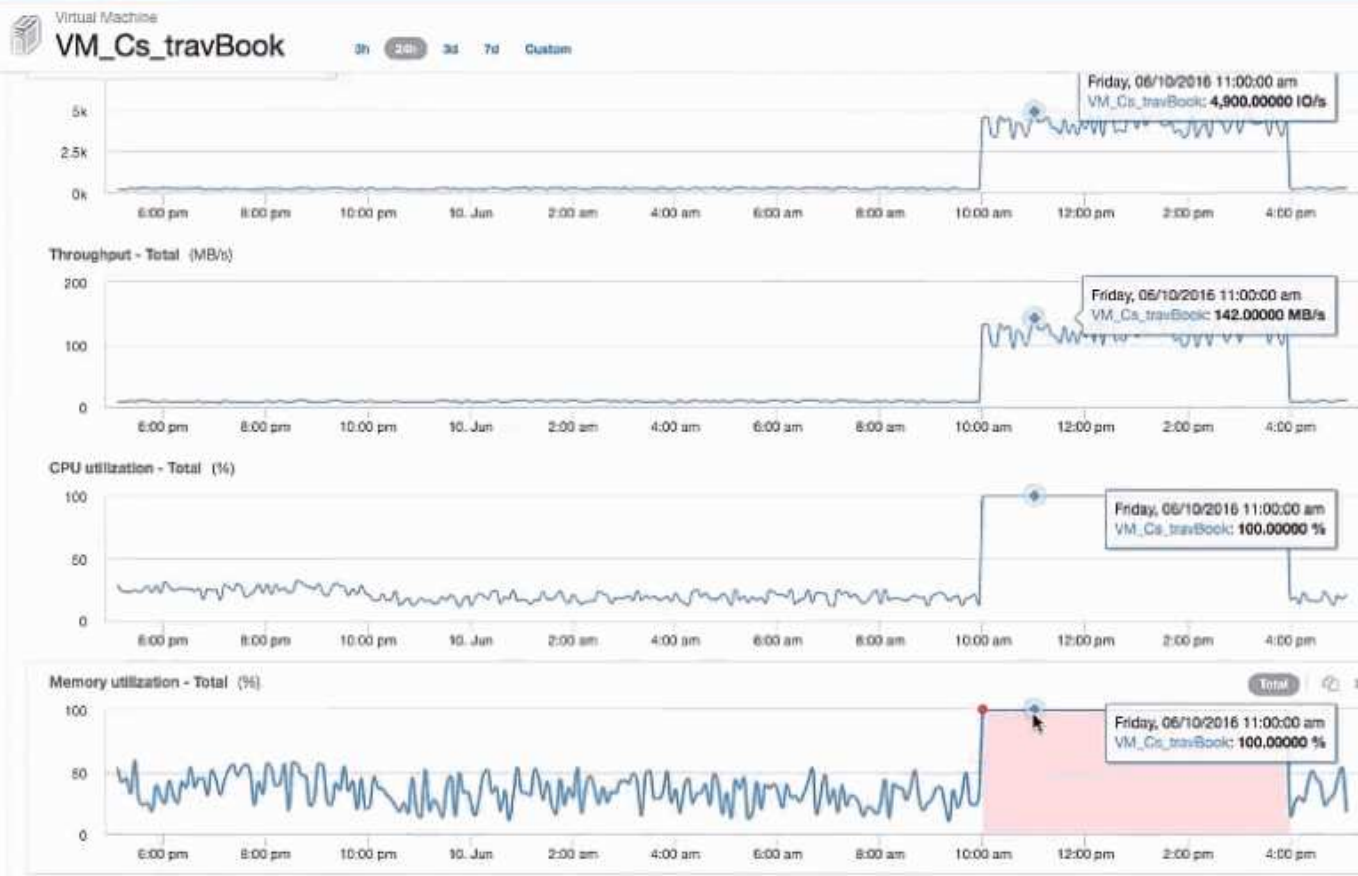 Virtual Machine
VM_Cs_travBook
3h 24h 3d 7d Custom
Friday, 06/10/2016 11:00:00 am
VM_Cs_travBook: 4,900.00000 IO/s
5k
2.5k
0k
6:00 pm 8:00 pm 10:00 pm 10. Jun 2:00 am 4:00 am 6:00 am 8:00 am 10:00 am 12:00 pm 2:00 pm 4:00 pm
Throughput - Total (MB/s)
200
Friday, 06/10/2016 11:00:00 am
VM_Cs_travBook: 142.00000 MB/s
100
0
6:00 pm 8:00 pm 10:00 pm 10. Jun 2:00 am 4:00 am 6:00 am 8:00 am 10:00 am 12:00 pm 2:00 pm 4:00 pm
CPU utilization - Total (%)
100
Friday, 06/10/2016 11:00:00 am
VM_Cs_travBook: 100.00000 %
50
0
6:00 pm 8:00 pm 10:00 pm 10. Jun 2:00 am 4:00 am 6:00 am 8:00 am 10:00 am 12:00 pm 2:00 pm 4:00 pm
Memory utilization - Total (%)
Total
100
Friday, 06/10/2016 11:00:00 am
VM_Cs_travBook: 100.00000 %
50
0
6:00 pm 8:00 pm 10:00 pm 10. Jun 2:00 am 4:00 am 6:00 am 8:00 am 10:00 am 12:00 pm 2:00 pm 4:00 pm